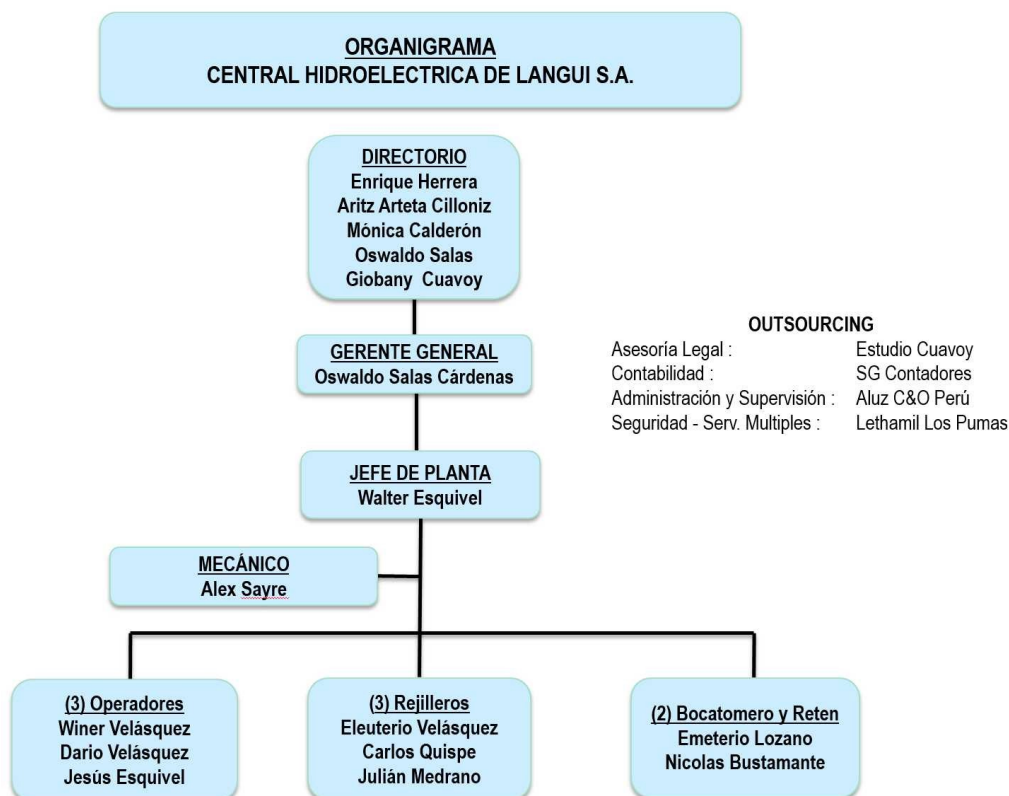 ORGANIGRAMA
CENTRAL HIDROELECTRICA DE LANGUI S.A.
DIRECTORIO
Enrique Herrera
Aritz Arteta Cilloniz
Mónica Calderón
Oswaldo Salas
Giobany Cuavoy
GERENTE GENERAL
Oswaldo Salas Cárdenas
OUTSOURCING
Asesoría Legal : Estudio Cuavoy
Contabilidad : SG Contadores
Administración y Supervisión : Aluz C&O Perú
Seguridad - Serv. Multiples : Lethamil Los Pumas
JEFE DE PLANTA
Walter Esquivel
MECÁNICO
Alex Sayre
(3) Operadores
Winer Velásquez
Dario Velásquez
Jesús Esquivel
(3) Rejilleros
Eleuterio Velásquez
Carlos Quispe
Julián Medrano
(2) Bocatomero y Reten
Emeterio Lozano
Nicolas Bustamante